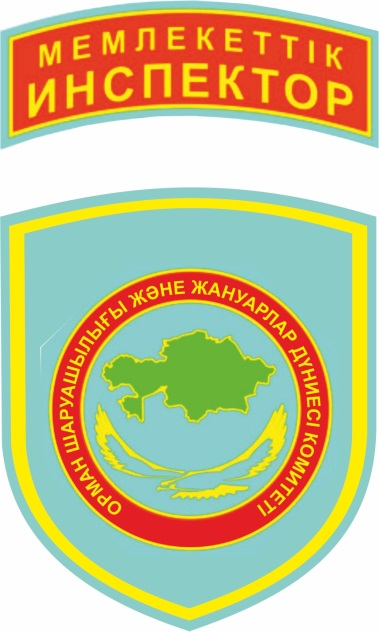 МЕМЛЕКЕТТІК
ИНСПЕКТОР
ОРМАН ШАРУАШЫЛЫҒЫ ЖӘНЕ ЖАНУАРЛАР ДҮНИЕСІ КОМИТЕТІ